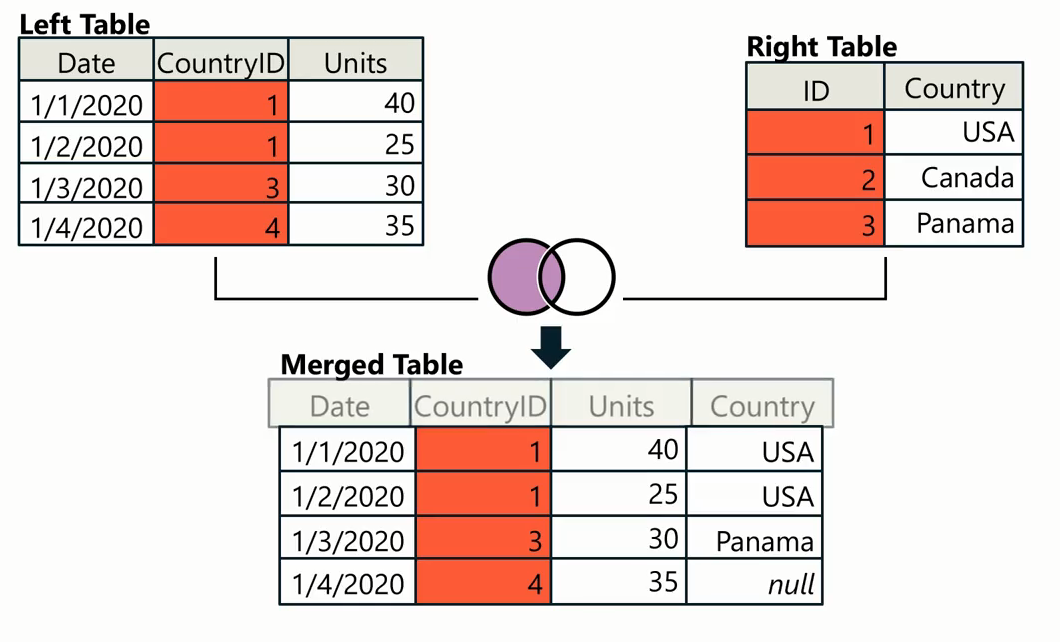 Left Table
Date CountryID Units
1/1/2020 1 40
1/2/2020 1 25
1/3/2020 3 30
1/4/2020 4 35
Right Table
ID Country
1 USA
2 Canada
3 Panama
Merged Table
Date CountryID Units Country
1/1/2020 1 40 USA
1/2/2020 1 25 USA
1/3/2020 3 30 Panama
1/4/2020 4 35 null